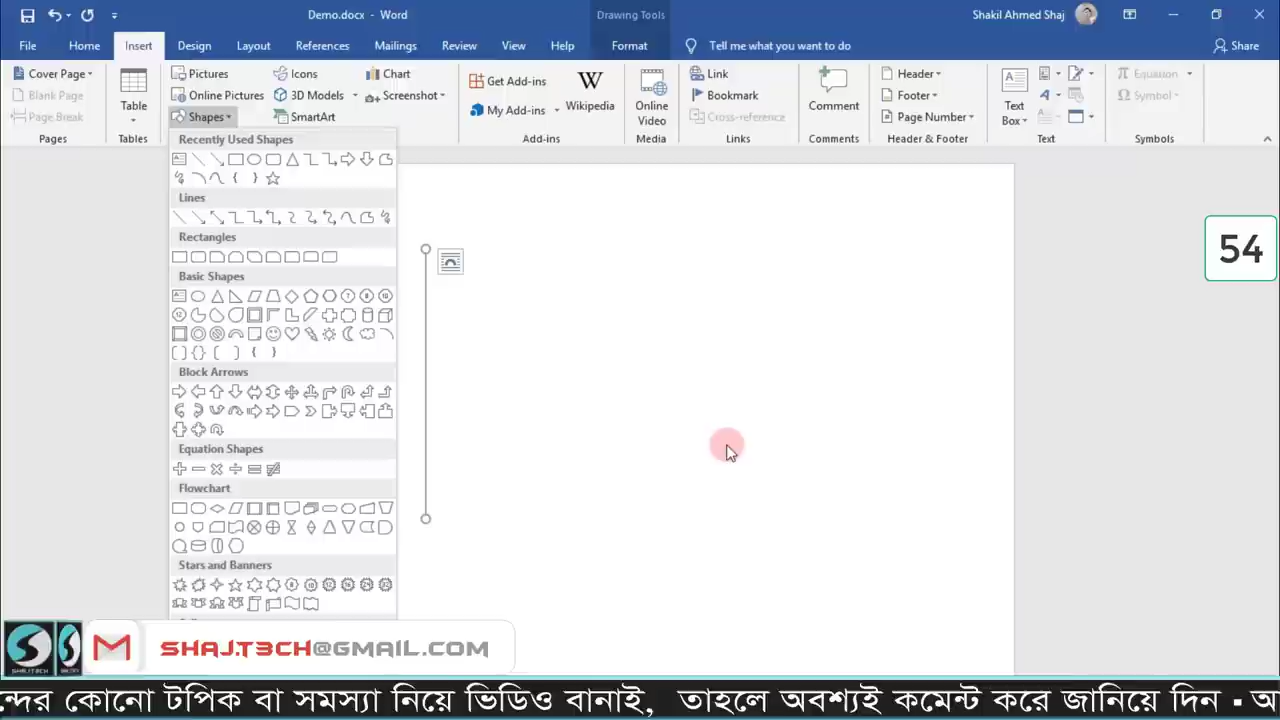 Demo.docx - Word
Drawing Tools
Shakil Ahmed Shaj
File Home Insert Design Layout References Mailings Review View Help Format Tell me what you want to do Share
Cover Page
Blank Page
Page Break
Pages
Table
Tables
Pictures Icons Chart
Online Pictures 3D Models Screenshot
Shapes SmartArt
Get Add-ins
My Add-ins
Wikipedia
Add-ins
Online
Video
Media
Link
Bookmark
Cross-reference
Links
Comment
Comments
Header
Footer
Page Number
Header & Footer
Text
Box
Text
Equation
Symbol
Symbols
Recently Used Shapes
Lines
Rectangles
Basic Shapes
Block Arrows
Equation Shapes
Flowchart
Stars and Banners
54
SHAJ.TECH
SHAJ.T3CH@GMAIL.COM
ন্দের কোনো টপিক বা সমস্যা নিয়ে ভিডিও বানাই, তাহলে অবশ্যই কমেন্ট করে জানিয়ে দিন ▪ আ